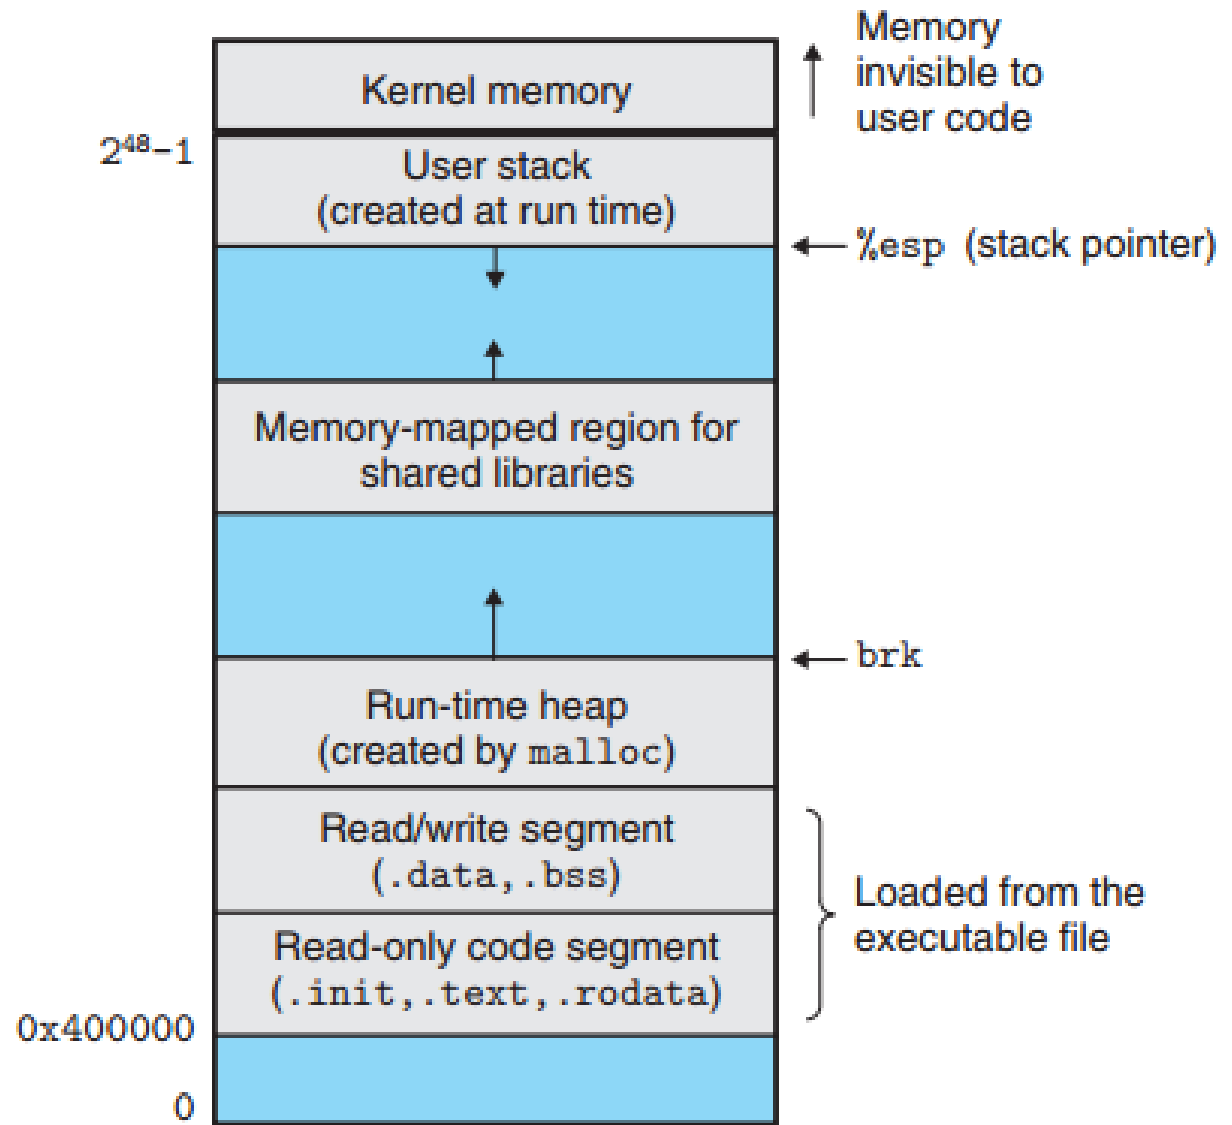 Memory
invisible to
user code
Kernel memory
2⁴⁸−1
User stack
(created at run time)
%esp (stack pointer)
Memory-mapped region for
shared libraries
brk
Run-time heap
(created by malloc)
Read/write segment
(.data,.bss)
Loaded from the
executable file
Read-only code segment
(.init,.text,.rodata)
0x400000
0